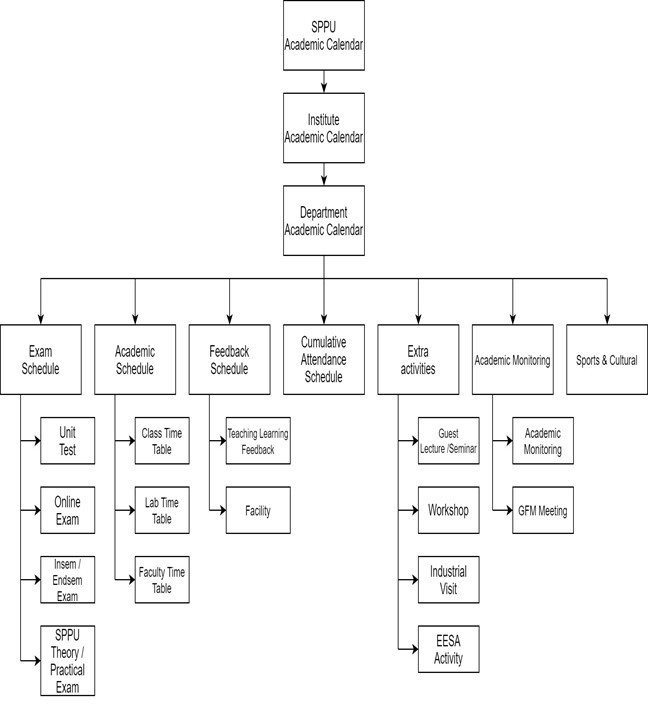 SPPU
Academic Calendar
Institute
Academic Calendar
Department
Academic Calendar
Exam
Schedule
Academic
Schedule
Feedback
Schedule
Cumulative
Attendance
Schedule
Extra
activities
Academic Monitoring
Sports & Cultural
Unit
Test
Online
Exam
Insem /
Endsem
Exam
SPPU
Theory /
Practical
Exam
Class Time
Table
Lab Time
Table
Faculty Time
Table
Teaching Learning
Feedback
Facility
Guest
Lecture /Seminar
Workshop
Industrial
Visit
EESA
Activity
Academic
Monitoring
GFM Meeting